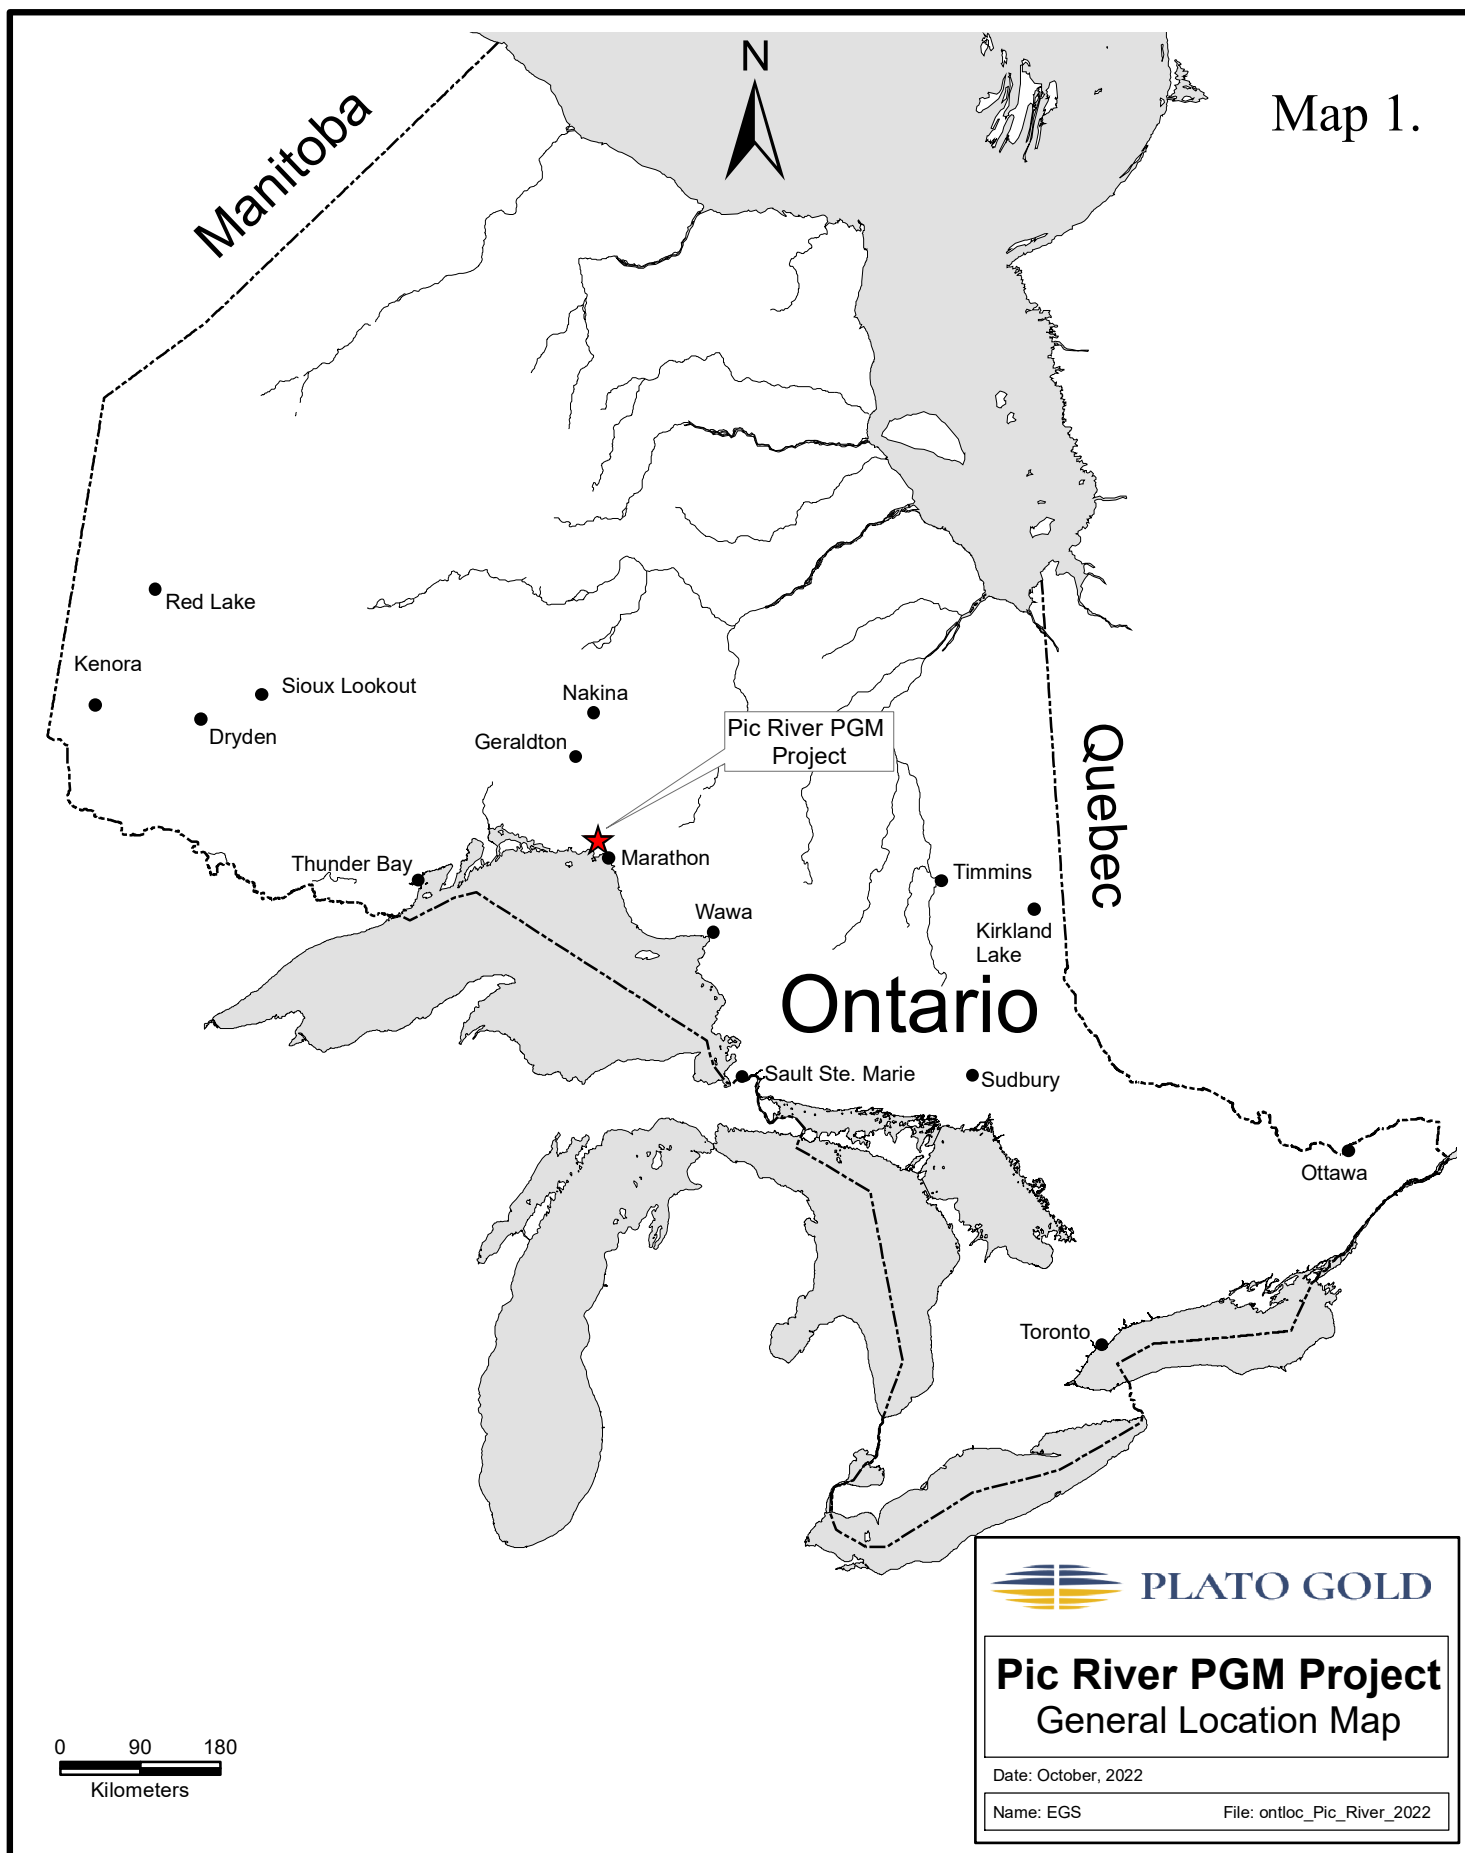 N
Map 1.
Manitoba
Red Lake
Kenora
Sioux Lookout
Dryden
Nakina
Geraldton
Pic River PGM
Project
Quebec
Thunder Bay
Marathon
Timmins
Wawa
Kirkland
Lake
Ontario
Sault Ste. Marie
Sudbury
Ottawa
Toronto
PLATO GOLD
Pic River PGM Project
General Location Map
Date: October, 2022
Name: EGS File: ontloc_Pic_River_2022
0 90 180
Kilometers